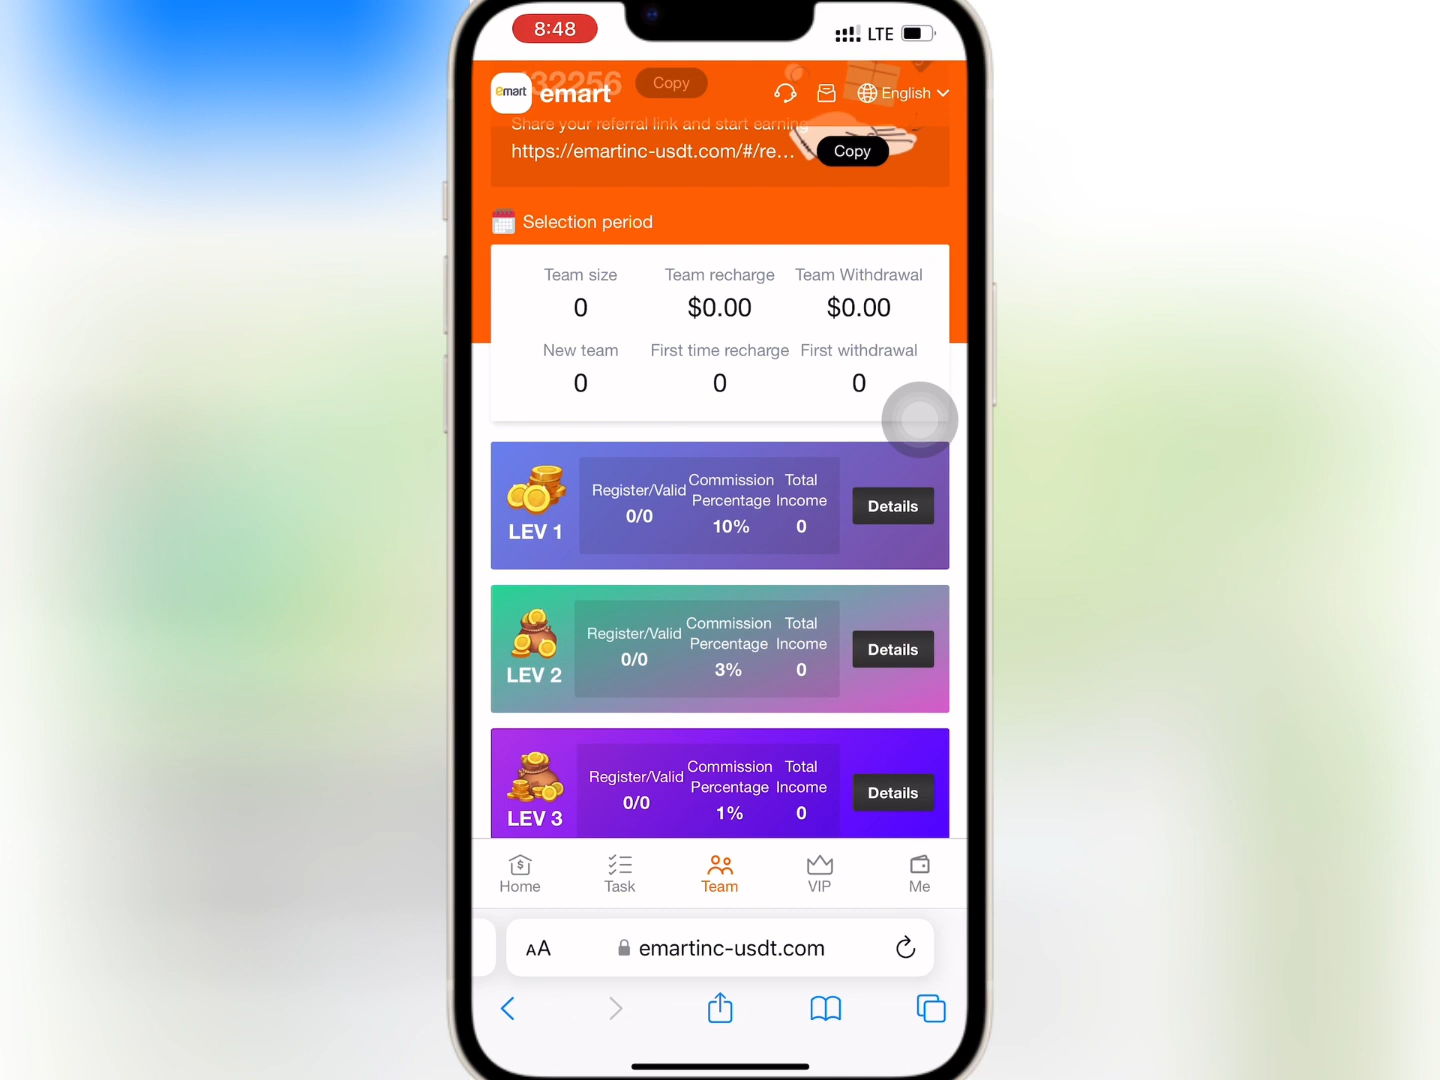 8:48
LTE
32256
Copy
emart
emart
English
Share your referral link and start earning
https://emartinc-usdt.com/#/re...
Copy
Selection period
Team size
Team recharge
Team Withdrawal
0
$0.00
$0.00
New team
First time recharge
First withdrawal
0
0
0
LEV 1
Register/Valid
0/0
Commission
Percentage
10%
Total
Income
0
Details
LEV 2
Register/Valid
0/0
Commission
Percentage
3%
Total
Income
0
Details
LEV 3
Register/Valid
0/0
Commission
Percentage
1%
Total
Income
0
Details
Home
Task
Team
VIP
Me
AA
emartinc-usdt.com